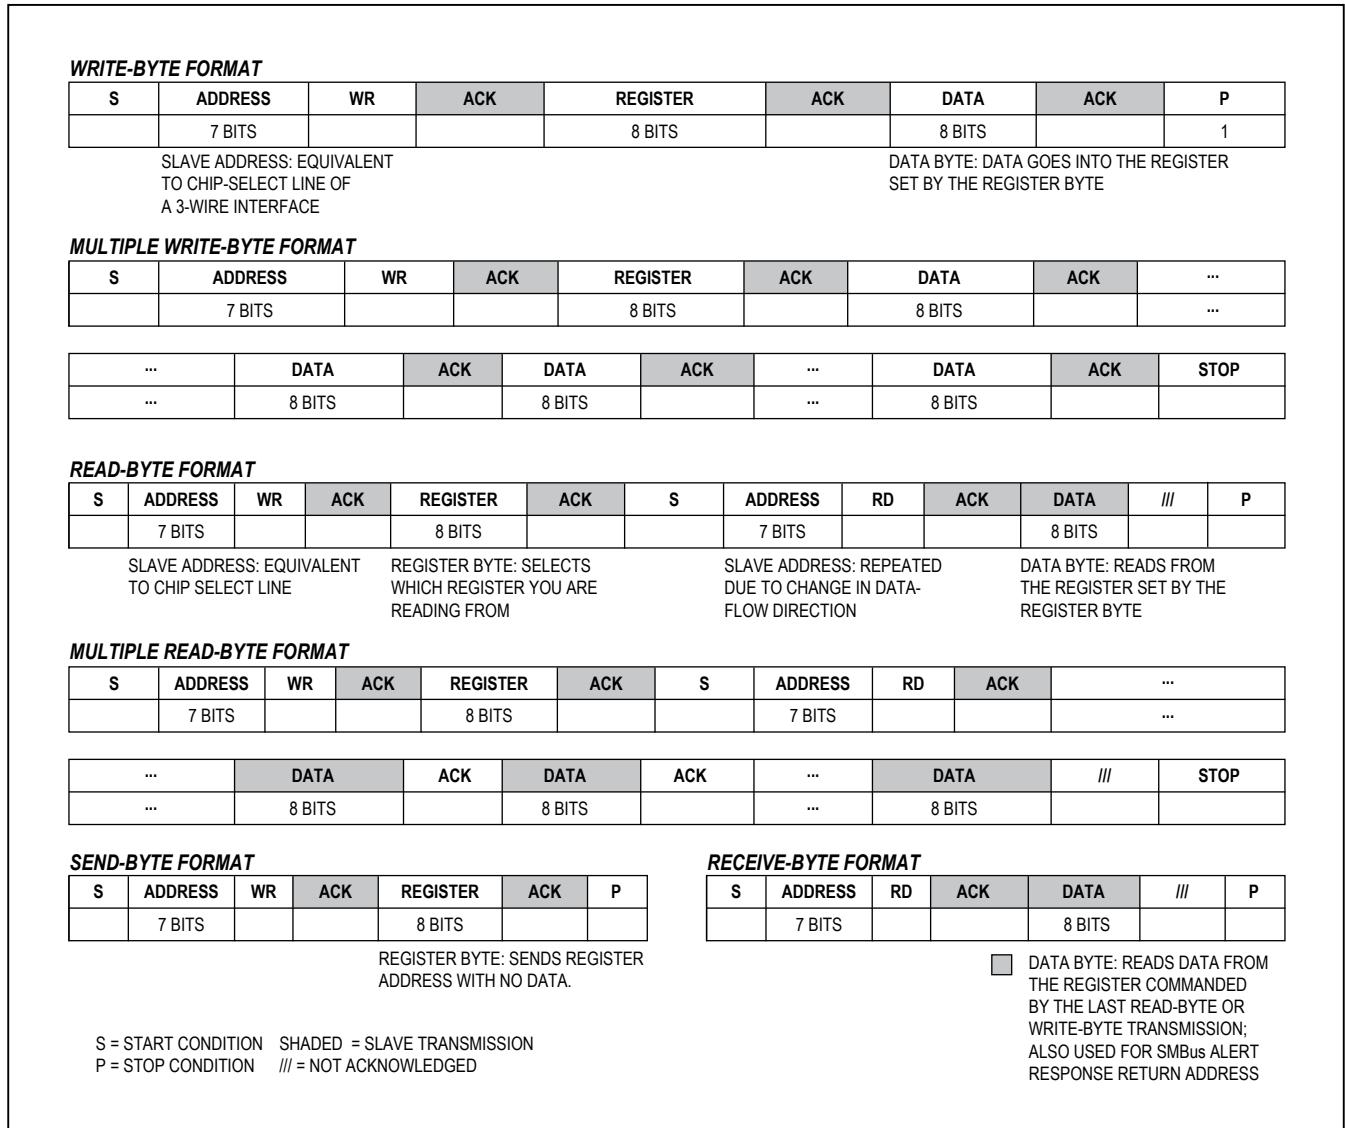 WRITE-BYTE FORMAT
S ADDRESS WR ACK REGISTER ACK DATA ACK P
7 BITS 8 BITS 8 BITS 1
SLAVE ADDRESS: EQUIVALENT
TO CHIP-SELECT LINE OF
A 3-WIRE INTERFACE
DATA BYTE: DATA GOES INTO THE REGISTER
SET BY THE REGISTER BYTE
MULTIPLE WRITE-BYTE FORMAT
S ADDRESS WR ACK REGISTER ACK DATA ACK ...
7 BITS 8 BITS 8 BITS ...
... DATA ACK DATA ACK ... DATA ACK STOP
... 8 BITS 8 BITS ... 8 BITS
READ-BYTE FORMAT
S ADDRESS WR ACK REGISTER ACK S ADDRESS RD ACK DATA /// P
7 BITS 8 BITS 7 BITS 8 BITS
SLAVE ADDRESS: EQUIVALENT
TO CHIP SELECT LINE
REGISTER BYTE: SELECTS
WHICH REGISTER YOU ARE
READING FROM
SLAVE ADDRESS: REPEATED
DUE TO CHANGE IN DATA-
FLOW DIRECTION
DATA BYTE: READS FROM
THE REGISTER SET BY THE
REGISTER BYTE
MULTIPLE READ-BYTE FORMAT
S ADDRESS WR ACK REGISTER ACK S ADDRESS RD ACK ...
7 BITS 8 BITS 7 BITS ...
... DATA ACK DATA ACK ... DATA /// STOP
... 8 BITS 8 BITS ... 8 BITS
SEND-BYTE FORMAT
S ADDRESS WR ACK REGISTER ACK P
7 BITS 8 BITS
REGISTER BYTE: SENDS REGISTER
ADDRESS WITH NO DATA.
RECEIVE-BYTE FORMAT
S ADDRESS RD ACK DATA /// P
7 BITS 8 BITS
DATA BYTE: READS DATA FROM
THE REGISTER COMMANDED
BY THE LAST READ-BYTE OR
WRITE-BYTE TRANSMISSION;
ALSO USED FOR SMBus ALERT
RESPONSE RETURN ADDRESS
S = START CONDITION SHADED = SLAVE TRANSMISSION
P = STOP CONDITION /// = NOT ACKNOWLEDGED